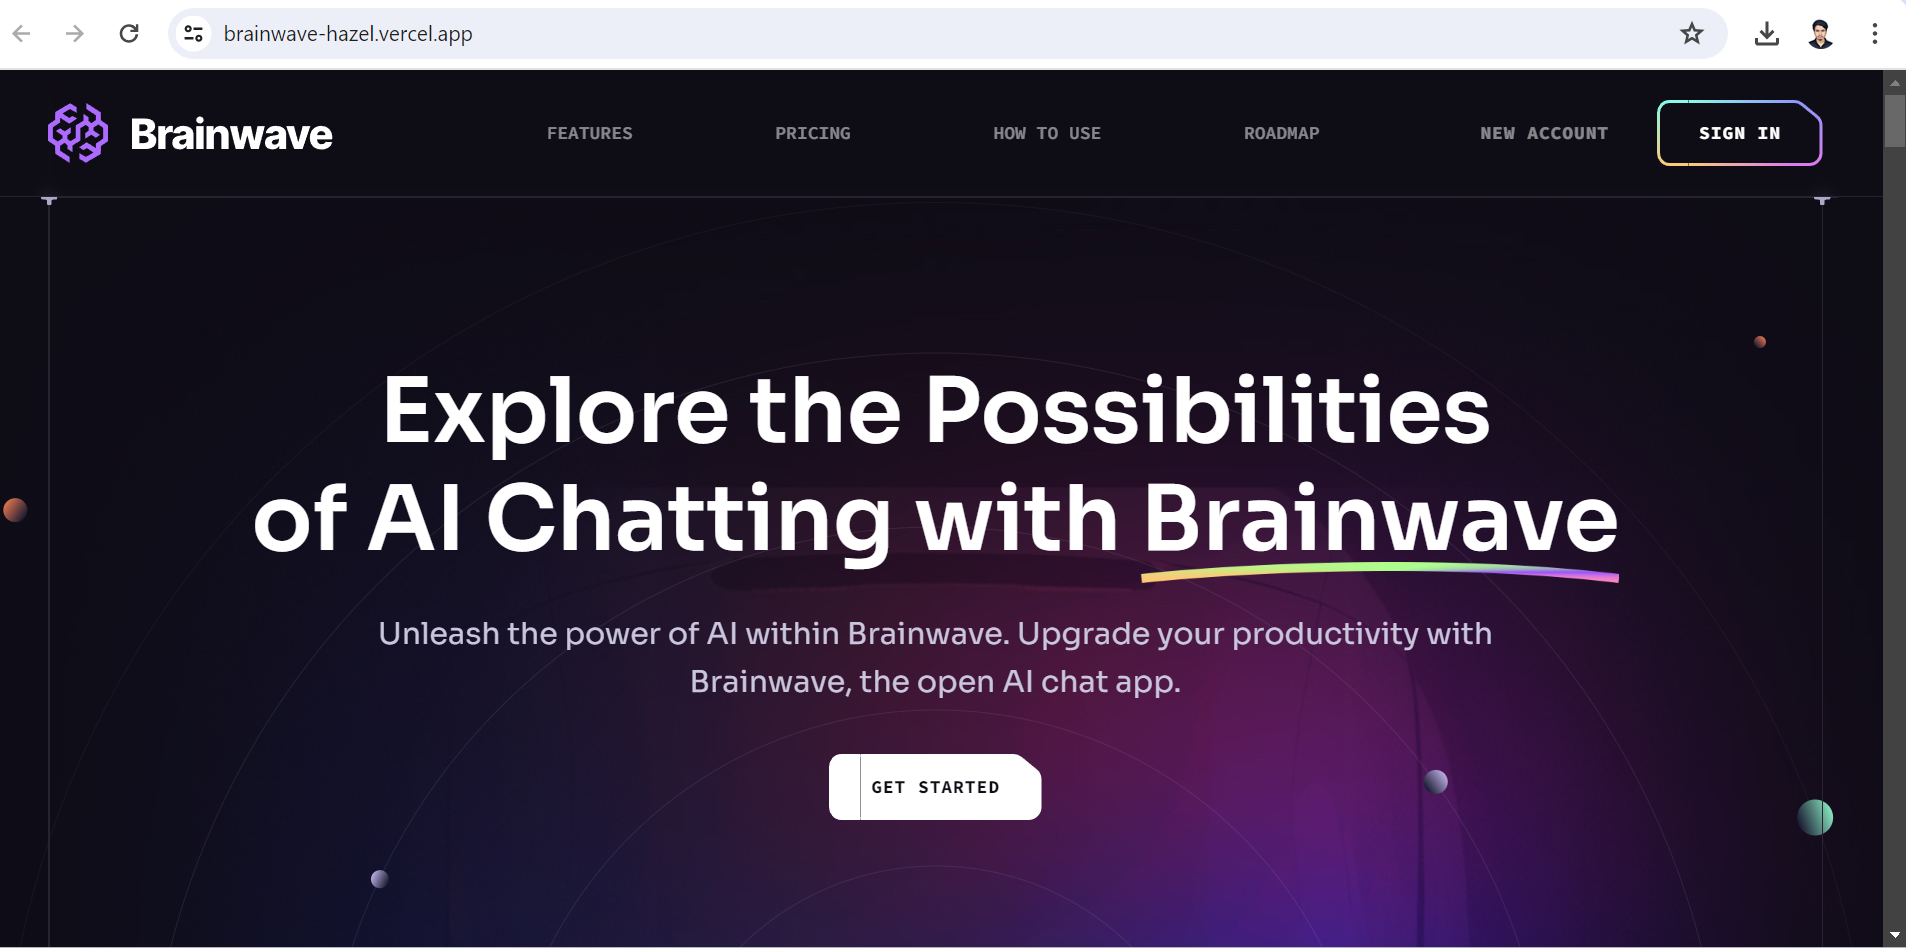 brainwave-hazel.vercel.app
Brainwave
FEATURES
PRICING
HOW TO USE
ROADMAP
NEW ACCOUNT
SIGN IN
Explore the Possibilities
of AI Chatting with Brainwave
Unleash the power of AI within Brainwave. Upgrade your productivity with
Brainwave, the open AI chat app.
GET STARTED